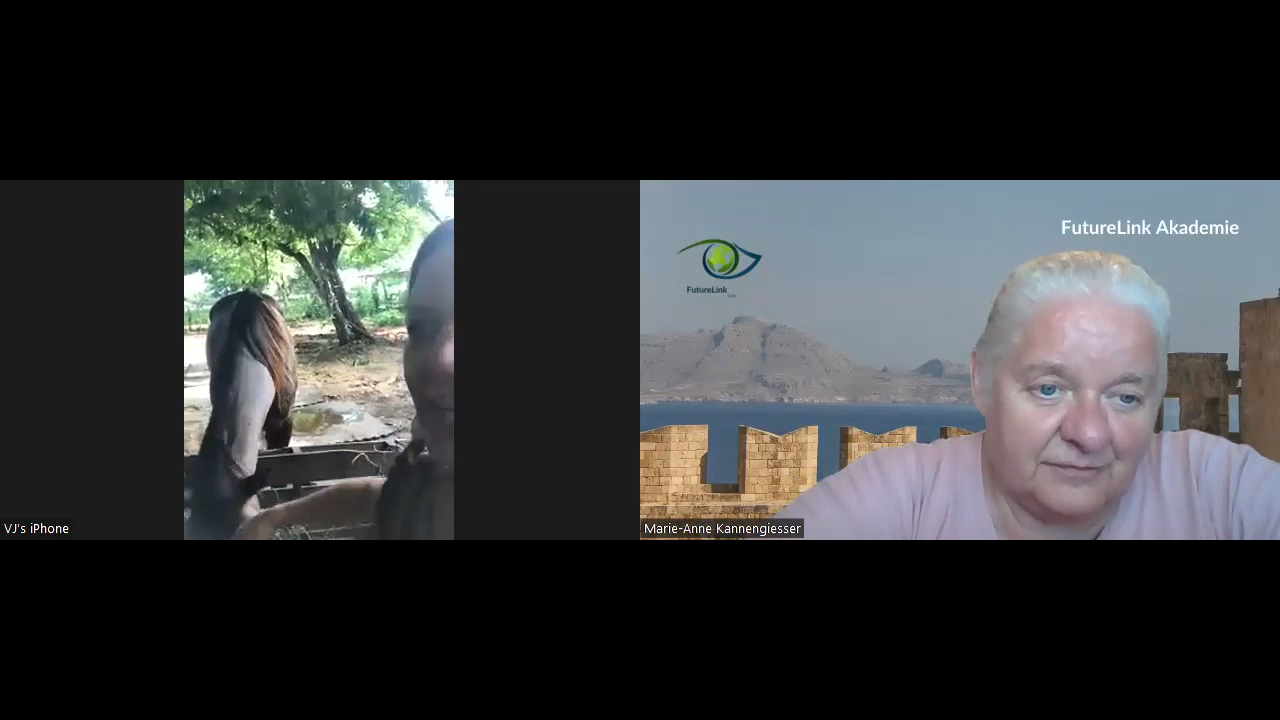 FutureLink Akademie
FutureLink
VJ's iPhone
Marie-Anne Kannengiesser